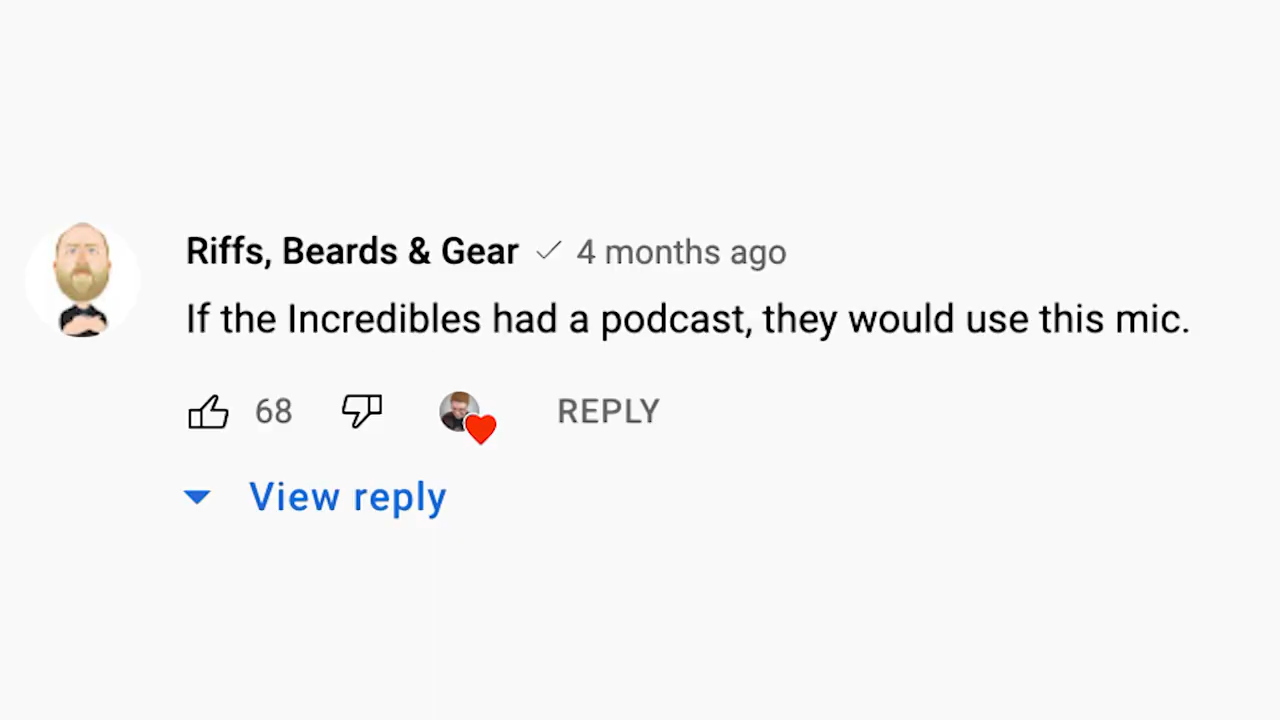 Riffs, Beards & Gear 4 months ago
If the Incredibles had a podcast, they would use this mic.
68 REPLY
View reply